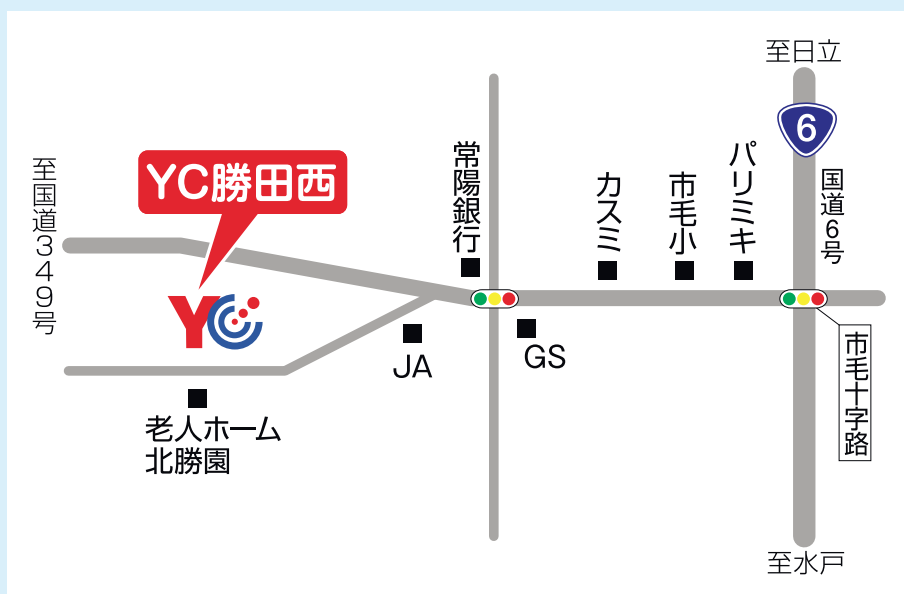 至日立
6
国道6号
パリミキ
市毛小
カスミ
常陽銀行
YC勝田西
至国道349号
YC
JA
GS
市毛十字路
老人ホーム
北勝園
至水戸